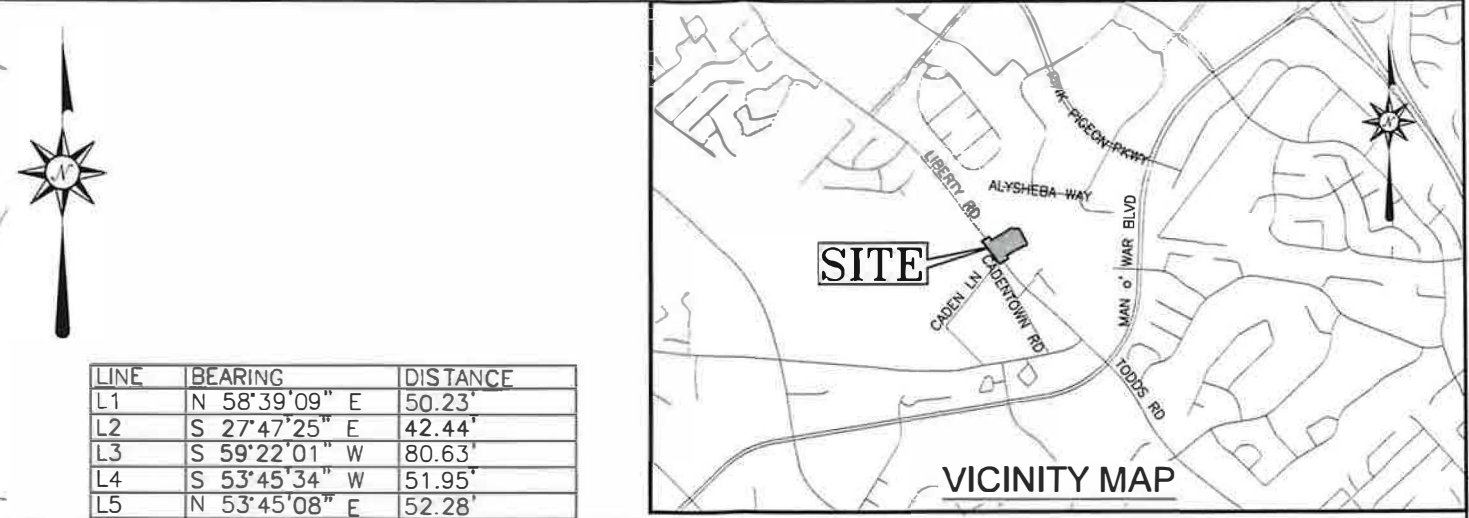 N
LINE BEARING DISTANCE
L1 N 58°39'09" E 50.23'
L2 S 27°47'25" E 42.44'
L3 S 59°22'01" W 80.63'
L4 S 53°45'34" W 51.95'
L5 N 53°45'08" E 52.28'
N
PIGEON PKWY
LIBERTY RD
ALYSHEBA WAY
MAN o' WAR BLVD
SITE
CADEN LN
CADENTOWN RD
TODDS RD
VICINITY MAP